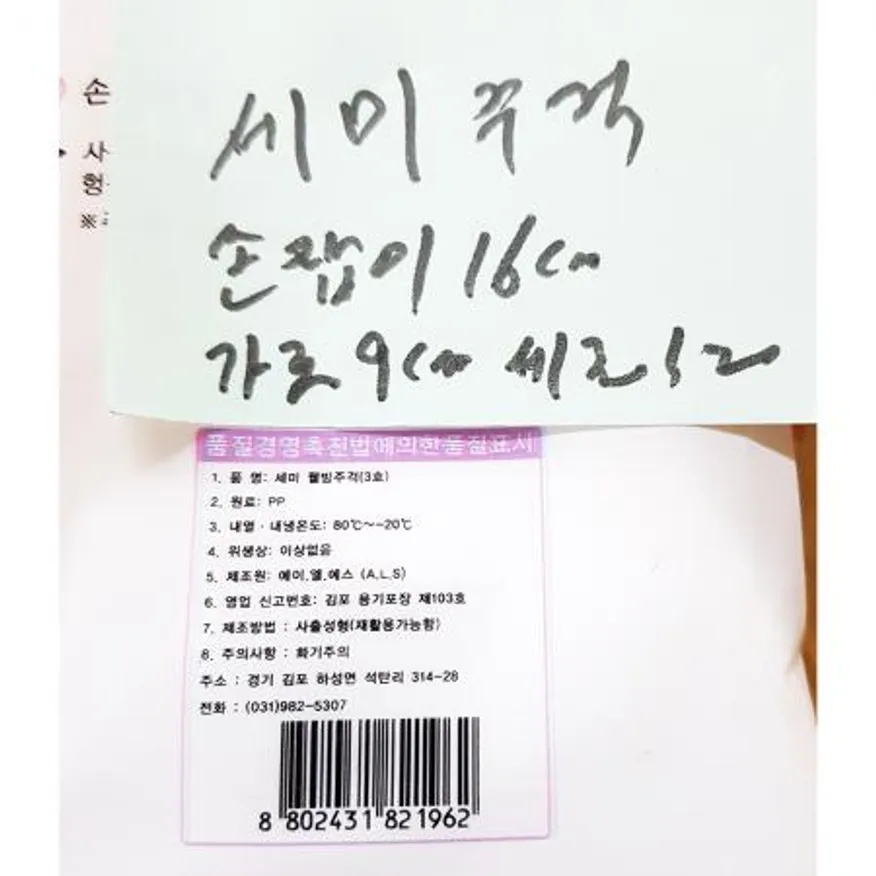 손
사
형
※
세미 쭈걱
손잽이 16cm
가로 9cm 세로 12
품질경영촉진법에의한품질표시
1. 품 명: 세미 웰빙주걱(3호)
2. 원료: PP
3. 내열·내냉온도: 80℃~-20℃
4. 위생상: 이상없음
5. 제조원: 에이.엘.에스 (A.L.S)
6. 영업 신고번호: 김포 용기포장 제103호
7. 제조방법 : 사출성형(재활용가능함)
8. 주의사항 : 화기주의
주소 : 경기 김포 하성면 석탄리 314-28
전화 : (031)982-5307
8 802431 821962